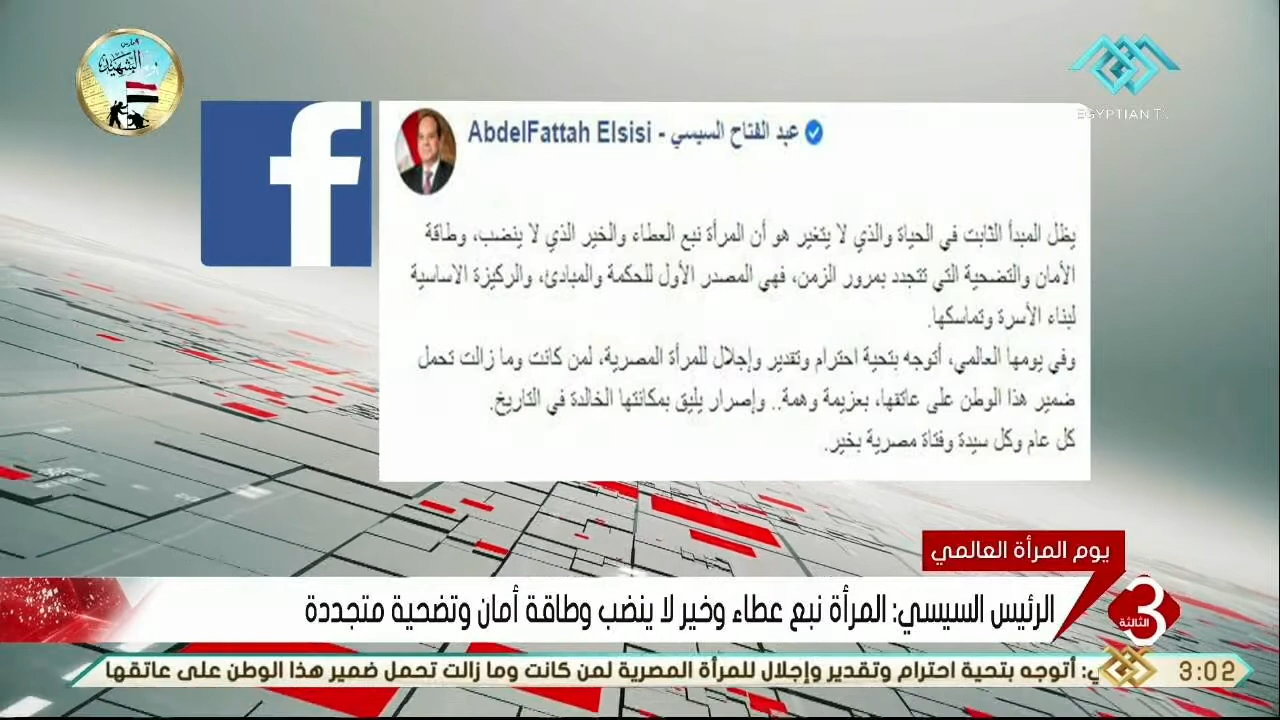 الشهيد
EGYPTIAN T
عبد الفتاح السيسي - AbdelFattah Elsisi
يظل المبدأ الثابت في الحياة والذي لا يتغير هو أن المرأة نبع العطاء والخير الذي لا ينضب، وطاقة
الأمان والتضحية التي تتجدد بمرور الزمن، فهي المصدر الأول للحكمة والمبادئ، والركيزة الاساسية
لبناء الأسرة وتماسكها.
وفي يومها العالمي، أتوجه بتحية احترام وتقدير وإجلال للمرأة المصرية، لمن كانت وما زالت تحمل
ضمير هذا الوطن على عاتقها، بعزيمة وهمة.. وإصرار يليق بمكانتها الخالدة في التاريخ.
كل عام وكل سيدة وفتاة مصرية بخير.
يوم المرأة العالمي
3 الثالثة
الرئيس السيسي: المرأة نبع عطاء وخير لا ينضب وطاقة أمان وتضحية متجددة
3:02
ي: أتوجه بتحية احترام وتقدير وإجلال للمرأة المصرية لمن كانت وما زالت تحمل ضمير هذا الوطن على عاتقها